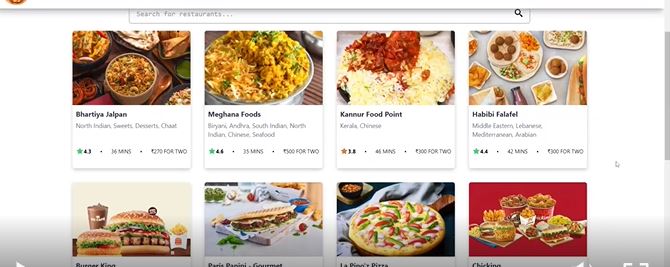 Search for restaurants...
Bhartiya Jalpan
North Indian, Sweets, Desserts, Chaat
4.3 • 36 MINS • ₹270 FOR TWO
Meghana Foods
Biryani, Andhra, South Indian, North
Indian, Chinese, Seafood
4.6 • 35 MINS • ₹500 FOR TWO
Kannur Food Point
Kerala, Chinese
3.8 • 46 MINS • ₹300 FOR TWO
Habibi Falafel
Middle Eastern, Lebanese,
Mediterranean, Arabian
4.4 • 42 MINS • ₹300 FOR TWO
Burger King
Paris Panini - Gourmet
La Pino'z Pizza
Chicking